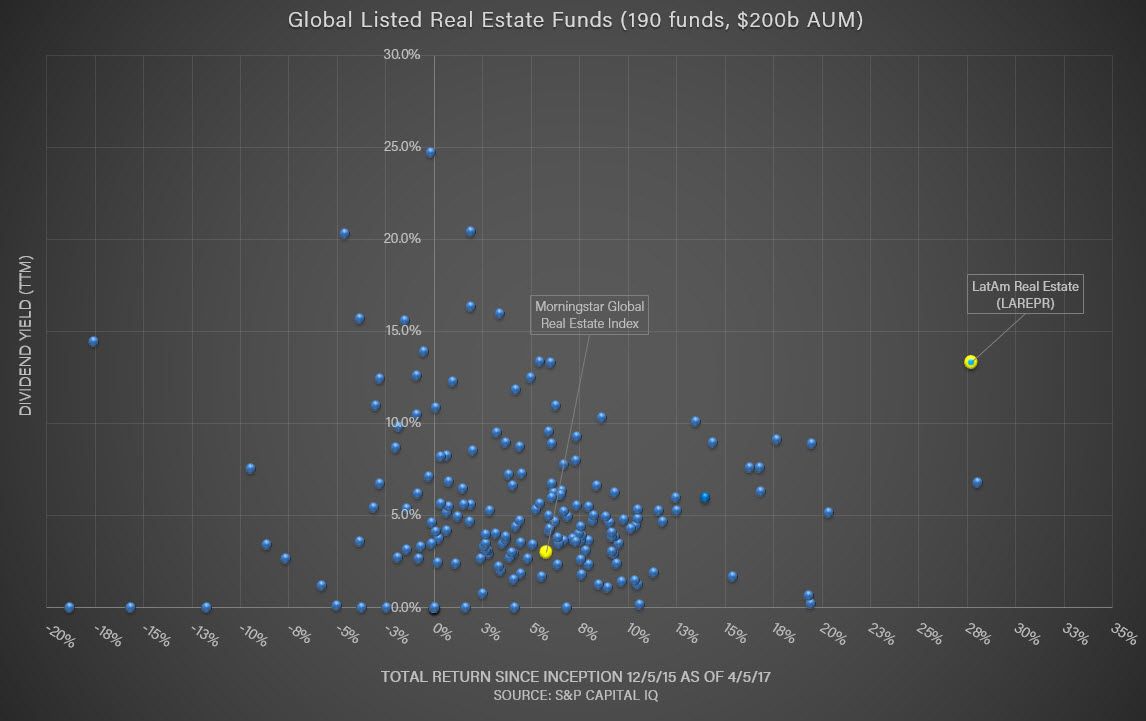 Global Listed Real Estate Funds (190 funds, $200b AUM)
30.0%
25.0%
20.0%
15.0%
10.0%
5.0%
0.0%
DIVIDEND YIELD (TTM)
Morningstar Global
Real Estate Index
LatAm Real Estate
(LAREPR)
-20% -18% -15% -13% -10% -8% -5% -3% 0% 3% 5% 8% 10% 13% 15% 18% 20% 23% 25% 28% 30% 33% 35%
TOTAL RETURN SINCE INCEPTION 12/5/15 AS OF 4/5/17
SOURCE: S&P CAPITAL IQ